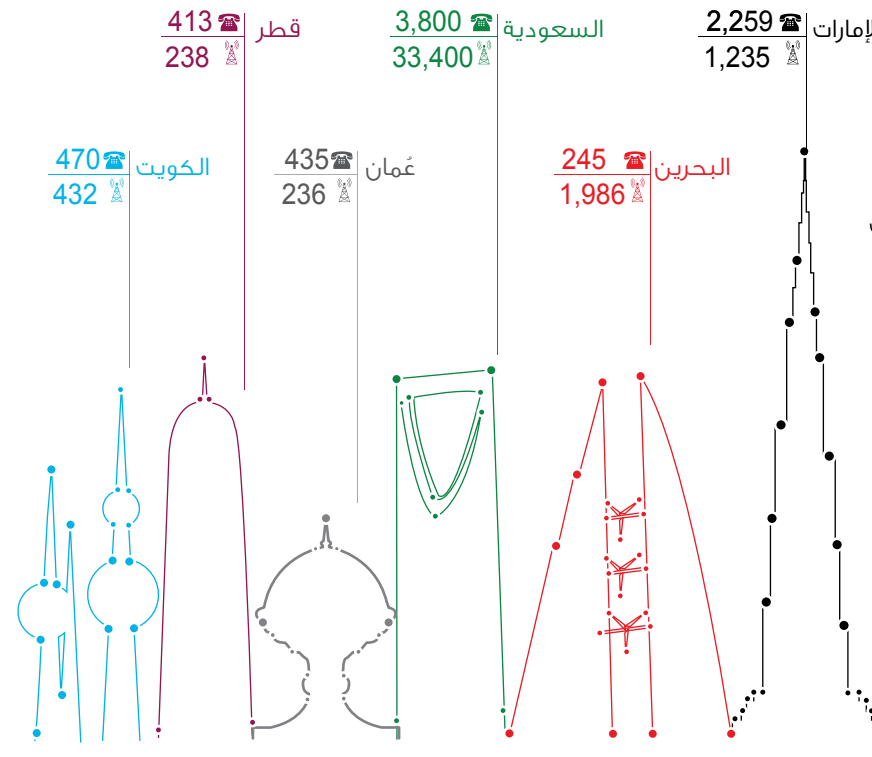 لإمارات
2,259
1,235
السعودية
3,800
33,400
قطر
413
238
البحرين
245
1,986
عُمان
435
236
الكويت
470
432